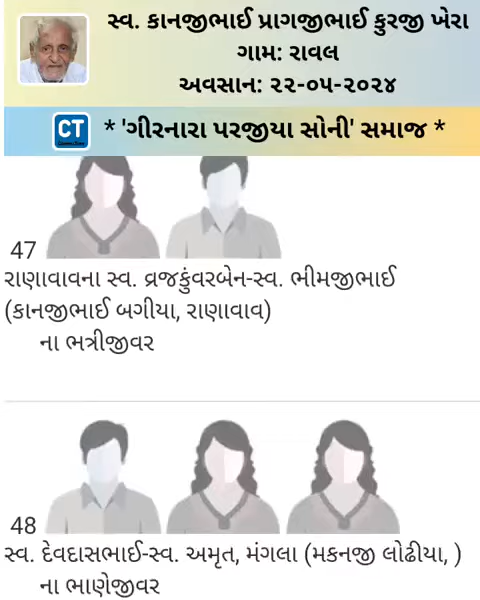 સ્વ. કાનજીભાઈ પ્રાગજીભાઈ કુરજી ખેરા
ગામ: રાવલ
અવસાન: ૨૨-૦૫-૨૦૨૪
CT
* 'ગીરનારા પરજીયા સોની' સમાજ *
47
રાણાવાવના સ્વ. વ્રજકુંવરબેન-સ્વ. ભીમજીભાઈ
(કાનજીભાઈ બગીયા, રાણાવાવ)
ના ભત્રીજીવર
48
સ્વ. દેવદાસભાઈ-સ્વ. અમૃત, મંગલા (મકનજી લોઢીયા, )
ના ભાણેજીવર